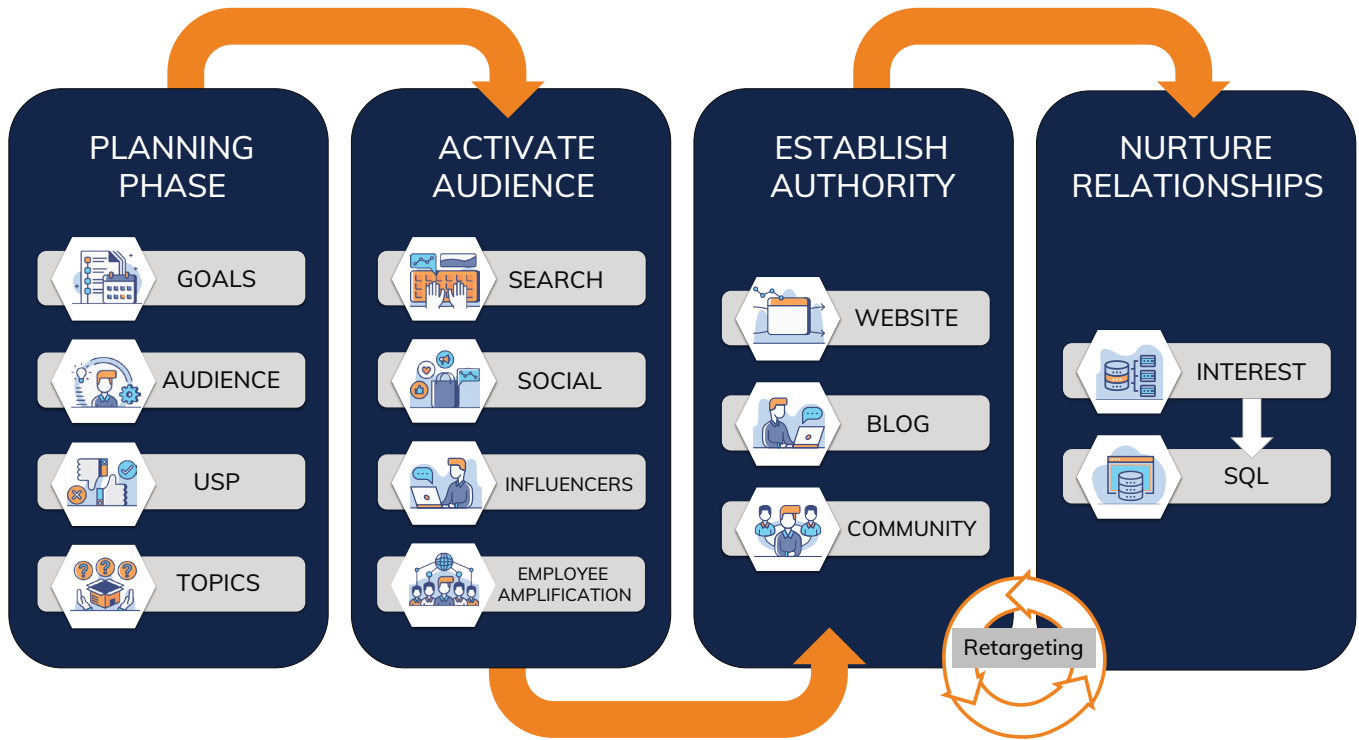 PLANNING
PHASE
GOALS
AUDIENCE
USP
TOPICS
ACTIVATE
AUDIENCE
SEARCH
SOCIAL
INFLUENCERS
EMPLOYEE
AMPLIFICATION
ESTABLISH
AUTHORITY
WEBSITE
BLOG
COMMUNITY
NURTURE
RELATIONSHIPS
INTEREST
SQL
Retargeting